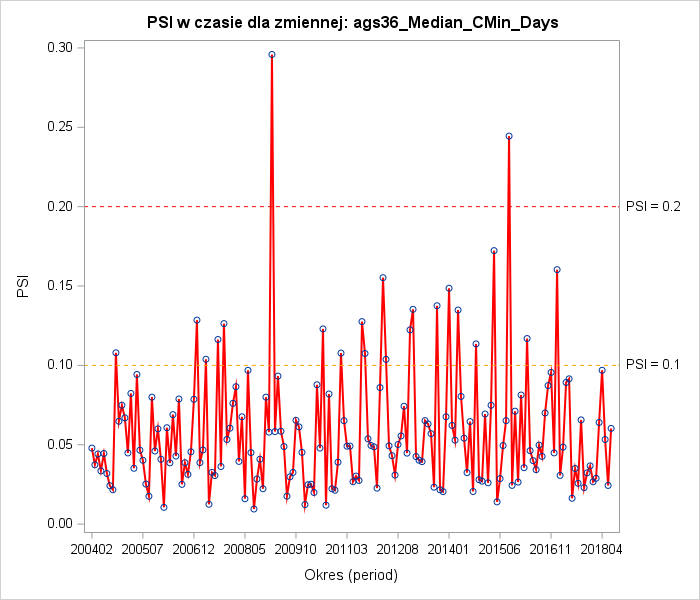 PSI w czasie dla zmiennej: ags36_Median_CMin_Days
0.30
0.25
0.20
PSI = 0.2
0.15
0.10
PSI = 0.1
0.05
0.00
PSI
200402 200507 200612 200805 200910 201103 201208 201401 201506 201611 201804
Okres (period)